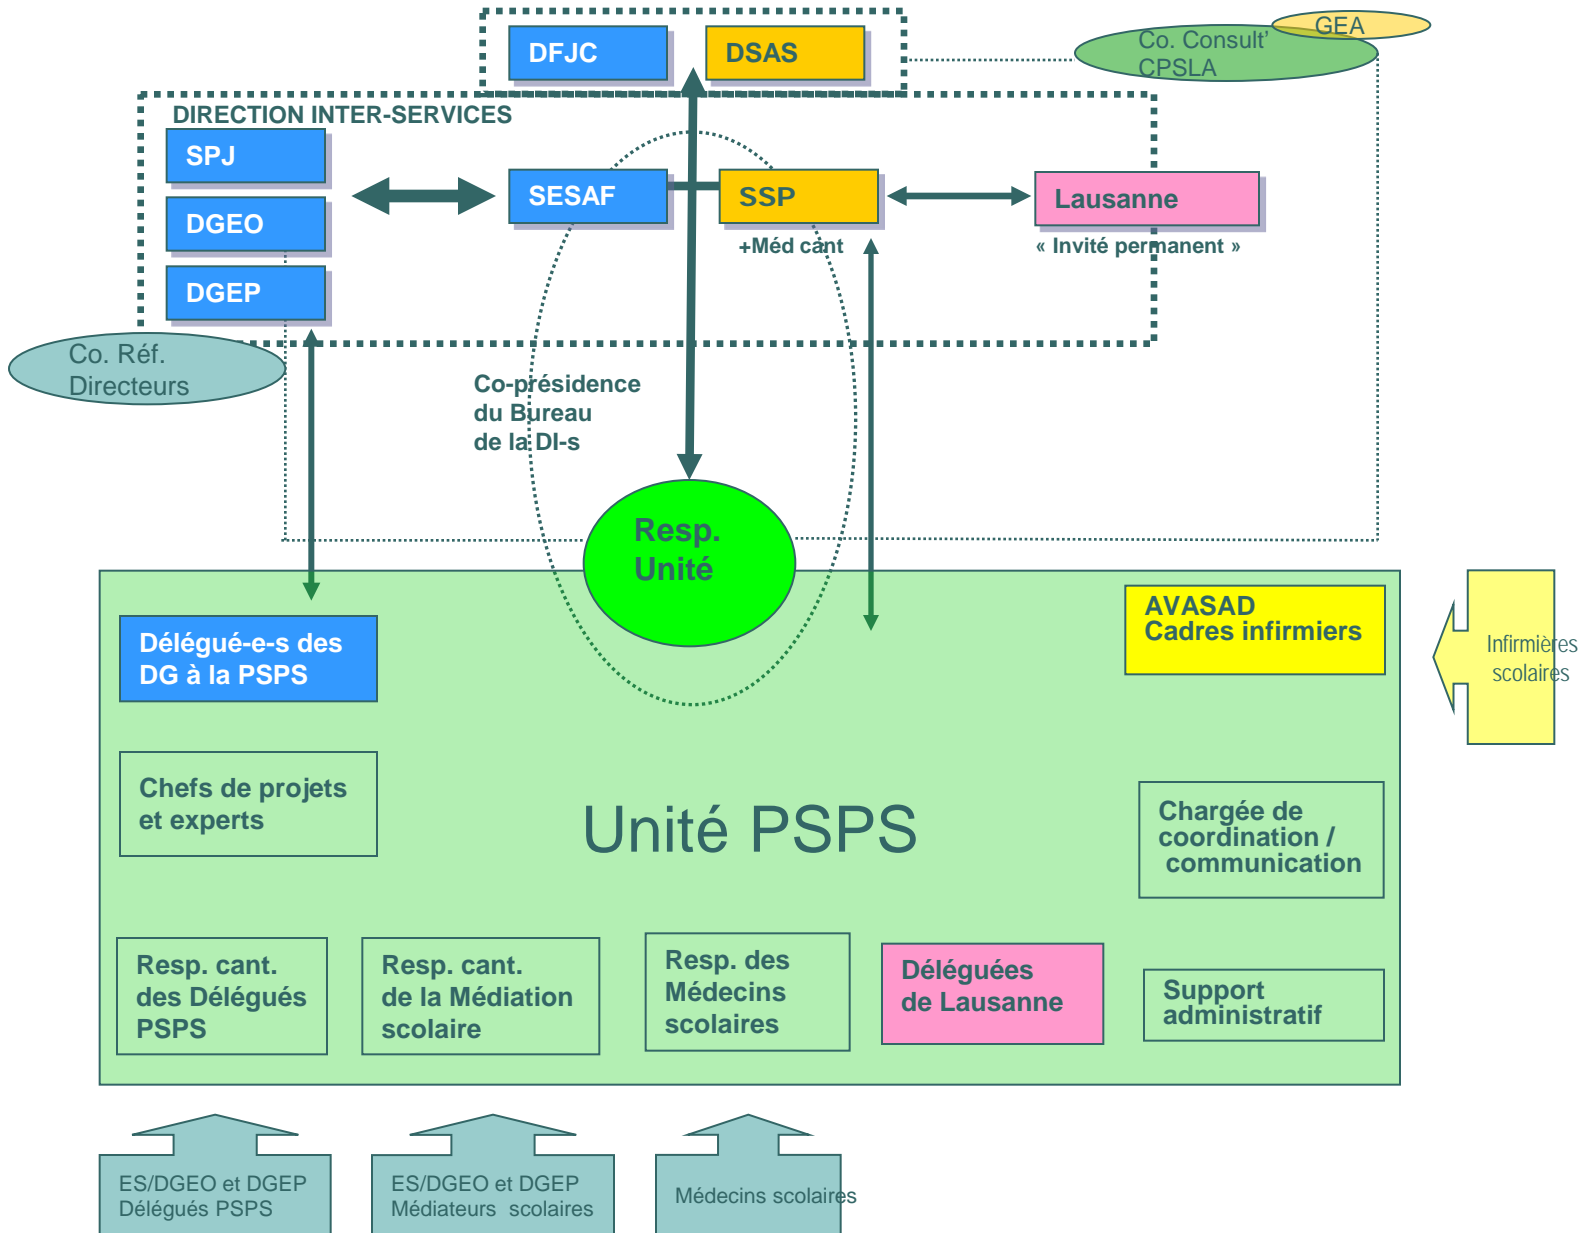 DFJC
DSAS
GEA
Co. Consult’
CPSLA
DIRECTION INTER-SERVICES
SPJ
DGEO
DGEP
SESAF
SSP
+Méd cant
Lausanne
« Invité permanent »
Co. Réf.
Directeurs
Co-présidence
du Bureau
de la DI-s
Resp.
Unité
Délégué-e-s des
DG à la PSPS
AVASAD
Cadres infirmiers
Infirmières
scolaires
Chefs de projets
et experts
Unité PSPS
Chargée de
coordination /
communication
Resp. cant.
des Délégués
PSPS
Resp. cant.
de la Médiation
scolaire
Resp. des
Médecins
scolaires
Déléguées
de Lausanne
Support
administratif
ES/DGEO et DGEP
Délégués PSPS
ES/DGEO et DGEP
Médiateurs scolaires
Médecins scolaires